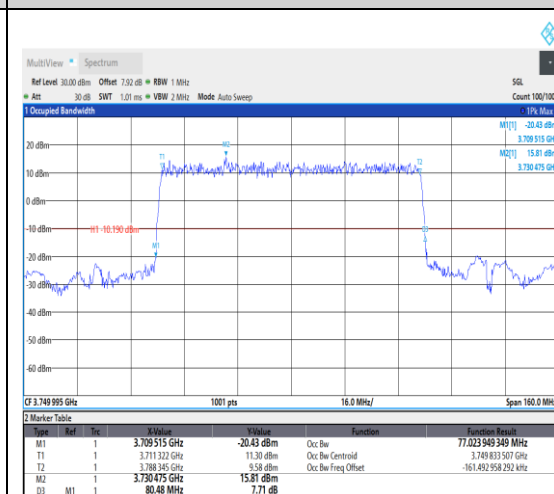 MultiView Spectrum
Ref Level 30.00 dBm Offset 7.92 dB RBW 1 MHz SGL
Att 30 dB SWT 1.01 ms VBW 2 MHz Mode Auto Sweep Count 100/100
1 Occupied Bandwidth 1Pk Max
M1[1] -20.43 dBm
3.709 515 GH
M2[1] 15.81 dBm
3.730 475 GH
20 dBm
M2
T1
T2
10 dBm
0 dBm
-10 dBm
H1 -10.190 dBm
D3
M1
-20 dBm
-30 dBm
-40 dBm
-50 dBm
-60 dBm
CF 3.749 995 GHz 1001 pts 16.0 MHz/ Span 160.0 MHz
2 Marker Table
Type Ref Trc X-Value Y-Value Function Function Result
M1 1 3.709 515 GHz -20.43 dBm Occ Bw 77.023 949 349 MHz
T1 1 3.711 322 GHz 11.30 dBm Occ Bw Centroid 3.749 833 507 GHz
T2 1 3.788 345 GHz 9.58 dBm Occ Bw Freq Offset -161.492 958 292 kHz
M2 1 3.730 475 GHz 15.81 dBm
D3 M1 1 80.48 MHz 7.71 dB